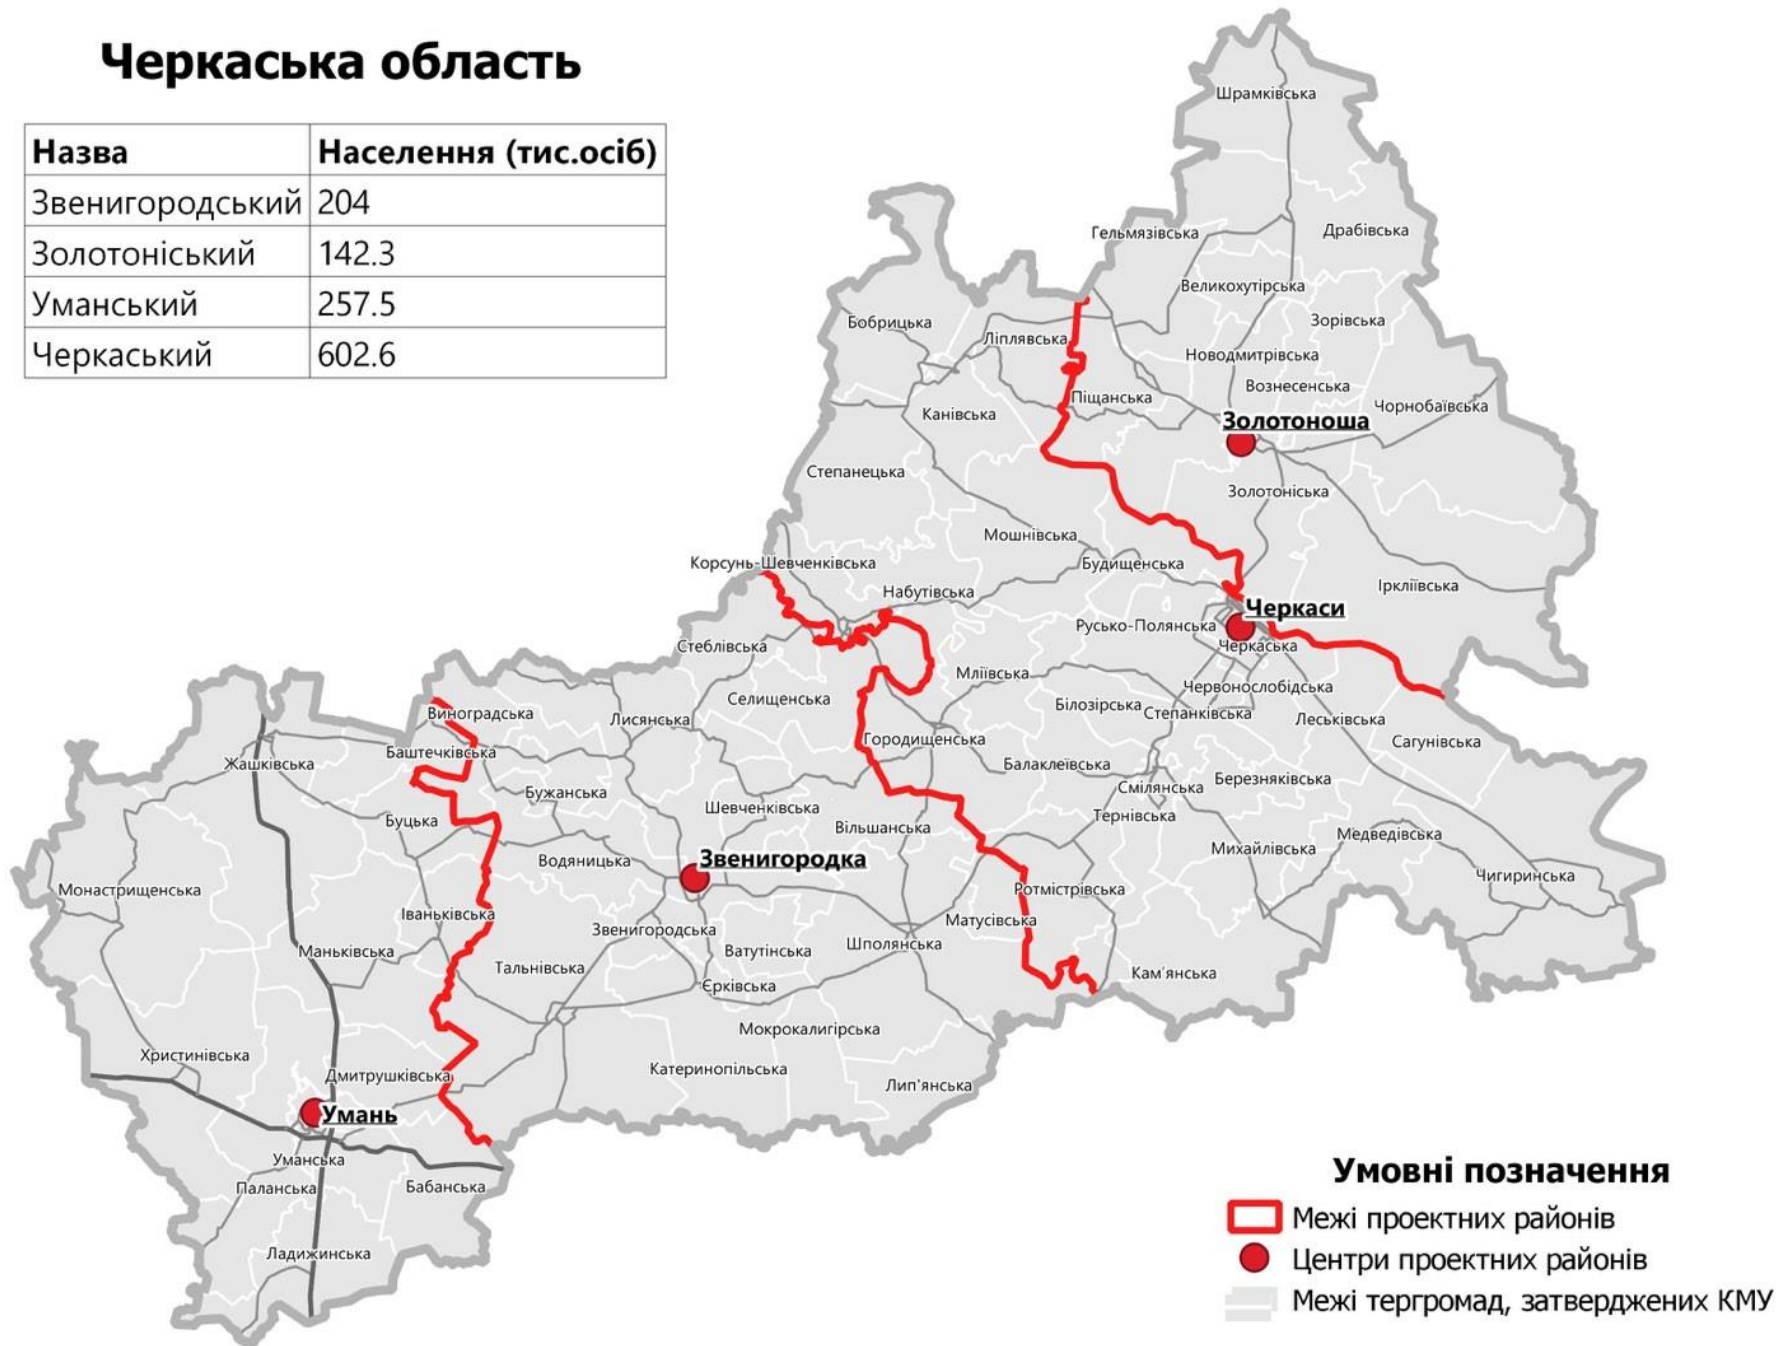 Черкаська область
Назва Населення (тис.осіб)
Звенигородський 204
Золотоніський 142.3
Уманський 257.5
Черкаський 602.6
Шрамківська
Гельмязівська
Драбівська
Великохутірська
Бобрицька
Зорівська
Ліплявська
Новодмитрівська
Вознесенська
Піщанська
Чорнобаївська
Канівська
Золотоноша
Степанецька
Золотоніська
Мошнівська
Корсунь-Шевченківська
Будищенська
Набутівська
Іркліївська
Черкаси
Русько-Полянська
Черкаська
Стеблівська
Мліївська
Червонослобідська
Селищенська
Білозірська
Степанківська
Виноградська
Лисянська
Леськівська
Городищенська
Сагунівська
Баштечківська
Жашківська
Балаклеївська
Березняківська
Смілянська
Бужанська
Шевченківська
Тернівська
Буцька
Вільшанська
Медведівська
Михайлівська
Водяницька
Звенигородка
Чигиринська
Монастрищенська
Ротмістрівська
Іваньківська
Матусівська
Звенигородська
Шполянська
Маньківська
Ватутінська
Тальнівська
Кам'янська
Єрківська
Мокрокалигірська
Христинівська
Катеринопільська
Дмитрушківська
Лип'янська
Умань
Уманська
Паланська
Бабанська
Ладижинська
Умовні позначення
Межі проектних районів
Центри проектних районів
Межі тергромад, затверджених КМУ